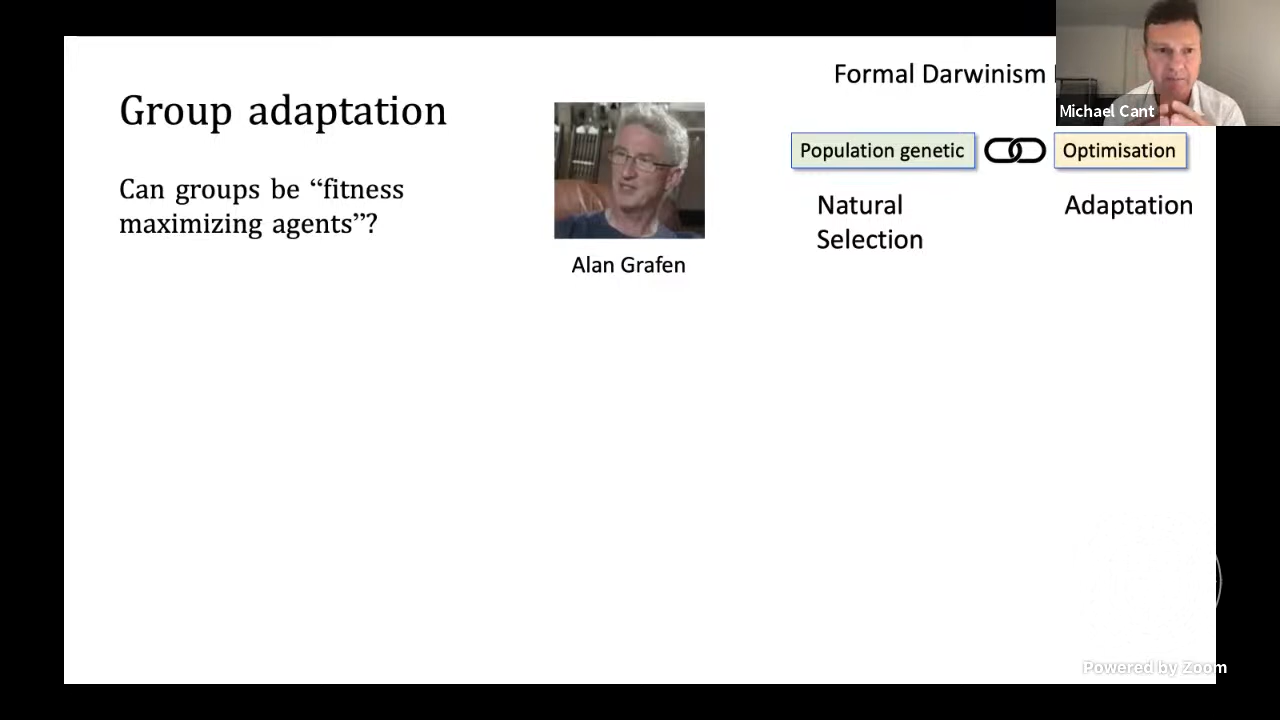 Group adaptation
Can groups be “fitness
maximizing agents”?
Alan Grafen
Formal Darwinism
Population genetic
Optimisation
Natural
Selection
Adaptation
Michael Cant
Powered by Zoom